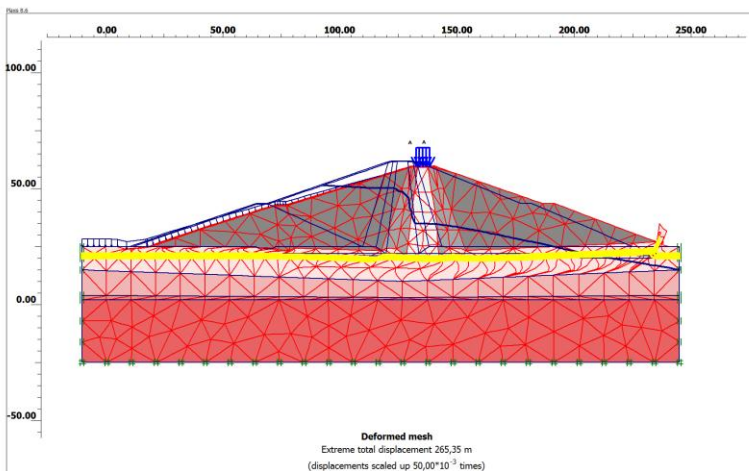 Plaxis 8.6
0.00 50.00 100.00 150.00 200.00 250.00
100.00
A A
50.00
0.00
-50.00
Deformed mesh
Extreme total displacement 265,35 m
(displacements scaled up 50,00*10-3 times)